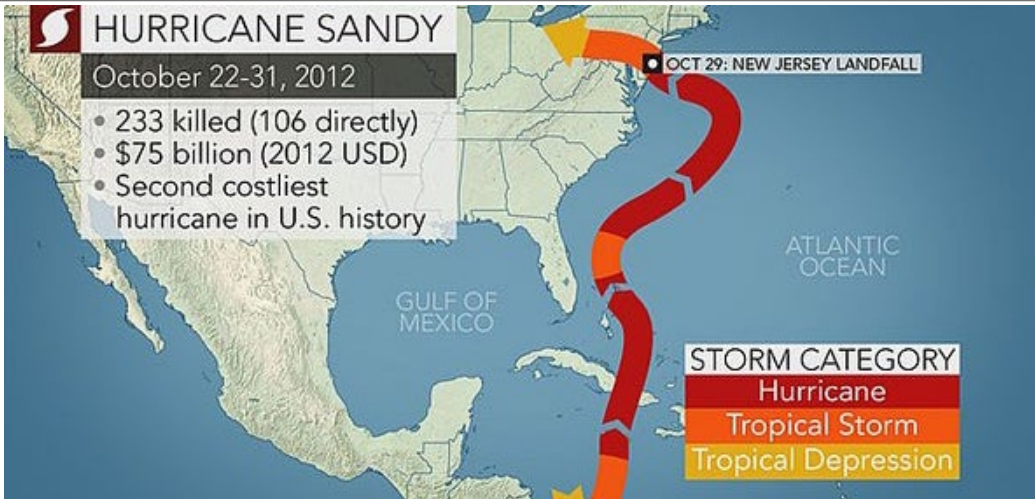 HURRICANE SANDY
October 22-31, 2012
• 233 killed (106 directly)
• $75 billion (2012 USD)
• Second costliest
hurricane in U.S. history
OCT 29: NEW JERSEY LANDFALL
ATLANTIC
OCEAN
GULF OF
MEXICO
STORM CATEGORY
Hurricane
Tropical Storm
Tropical Depression